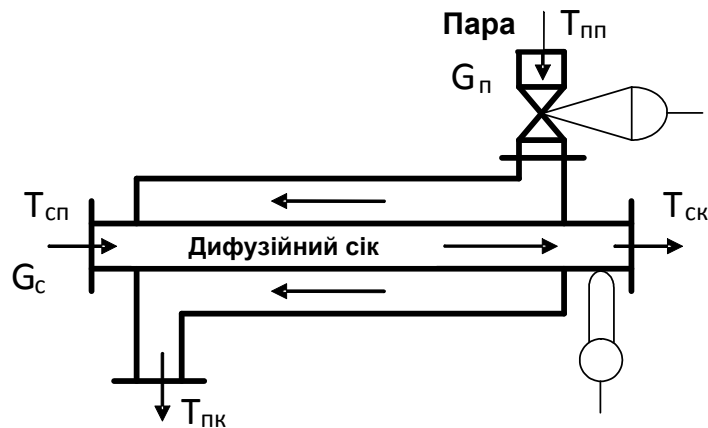 Пара Tпп
Gп
Tсп
Tск
Дифузійний сік
Gс
Tпк